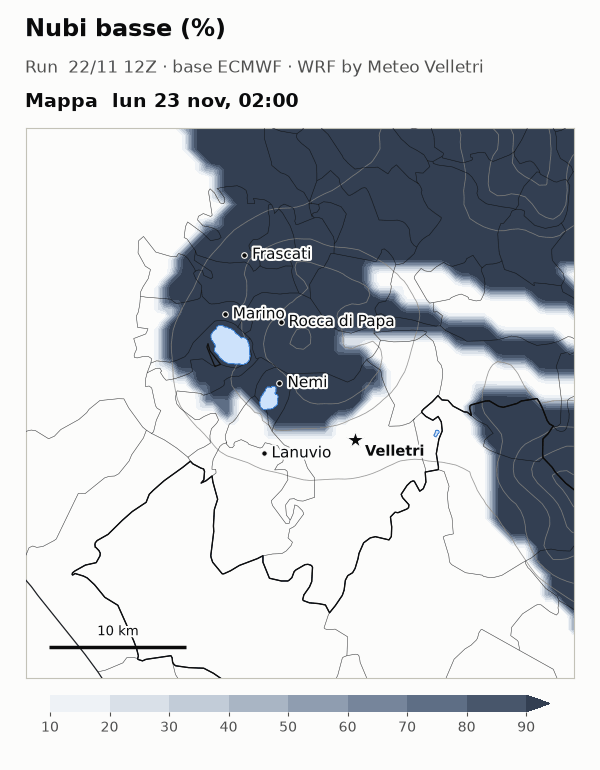 Nubi basse (%)
Run  22/11 12Z · base ECMWF · WRF by Meteo Velletri
Mappa  lun 23 nov, 02:00
Frascati
Marino
Rocca di Papa
Nemi
Velletri
Lanuvio
10 km
10 20 30 40 50 60 70 80 90